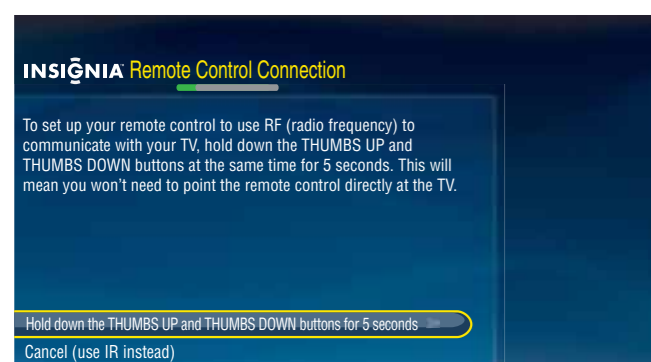 INSIGNIA Remote Control Connection
To set up your remote control to use RF (radio frequency) to
communicate with your TV, hold down the THUMBS UP and
THUMBS DOWN buttons at the same time for 5 seconds. This will
mean you won't need to point the remote control directly at the TV.
Hold down the THUMBS UP and THUMBS DOWN buttons for 5 seconds
Cancel (use IR instead)